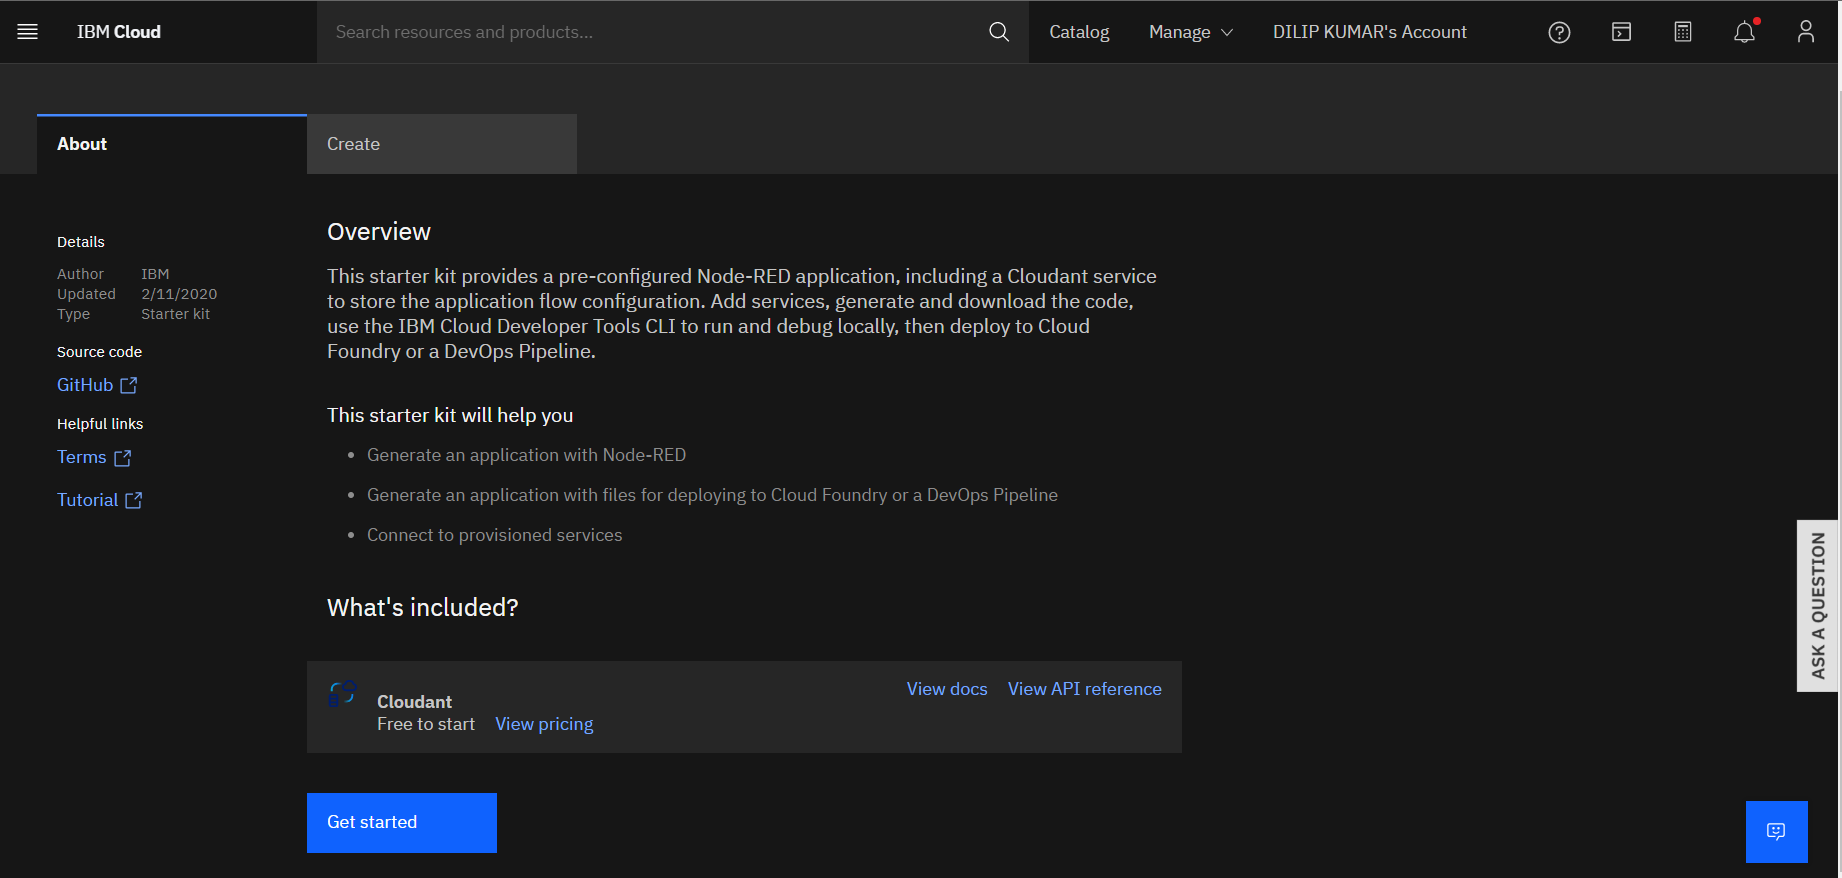 IBM Cloud
Search resources and products...
Catalog
Manage
DILIP KUMAR's Account
About
Create
Details
Author IBM
Updated 2/11/2020
Type Starter kit
Source code
GitHub
Helpful links
Terms
Tutorial
Overview
This starter kit provides a pre-configured Node-RED application, including a Cloudant service
to store the application flow configuration. Add services, generate and download the code,
use the IBM Cloud Developer Tools CLI to run and debug locally, then deploy to Cloud
Foundry or a DevOps Pipeline.
This starter kit will help you
• Generate an application with Node-RED
• Generate an application with files for deploying to Cloud Foundry or a DevOps Pipeline
• Connect to provisioned services
What's included?
Cloudant
Free to start View pricing
View docs View API reference
Get started
ASK A QUESTION